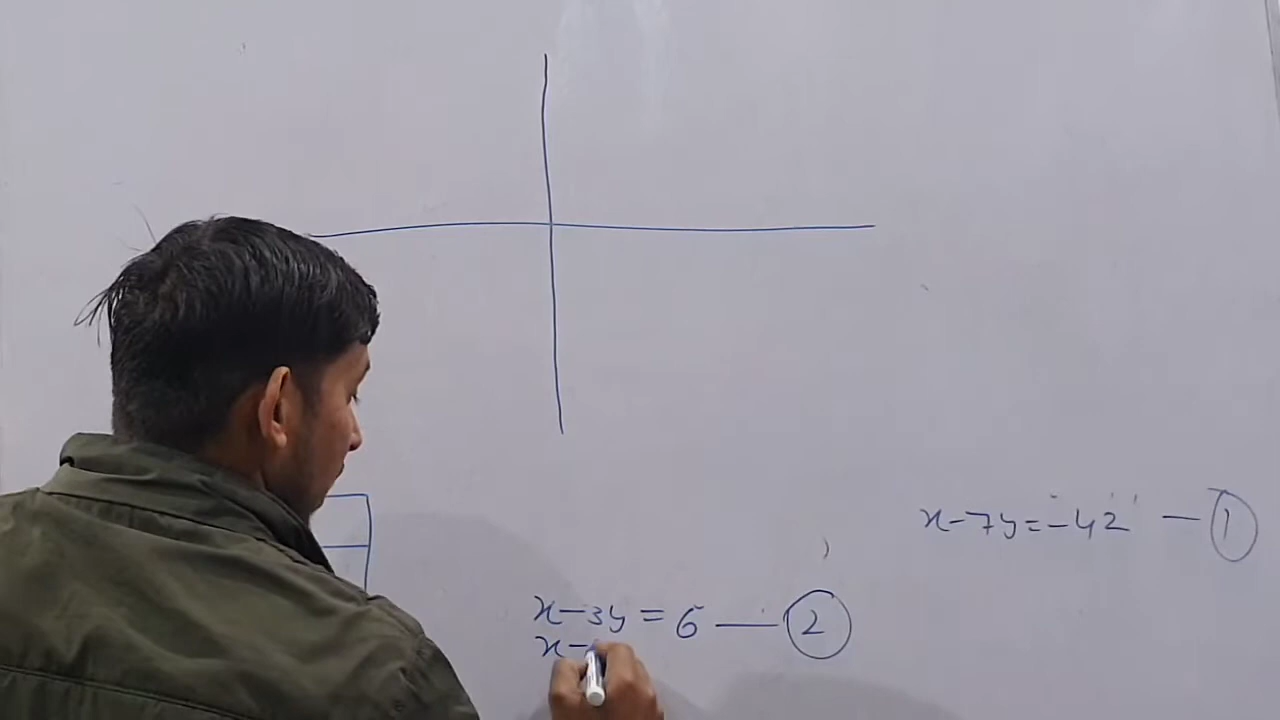 x-7y=-42 — 1
x-3y = 6 — 2
x-